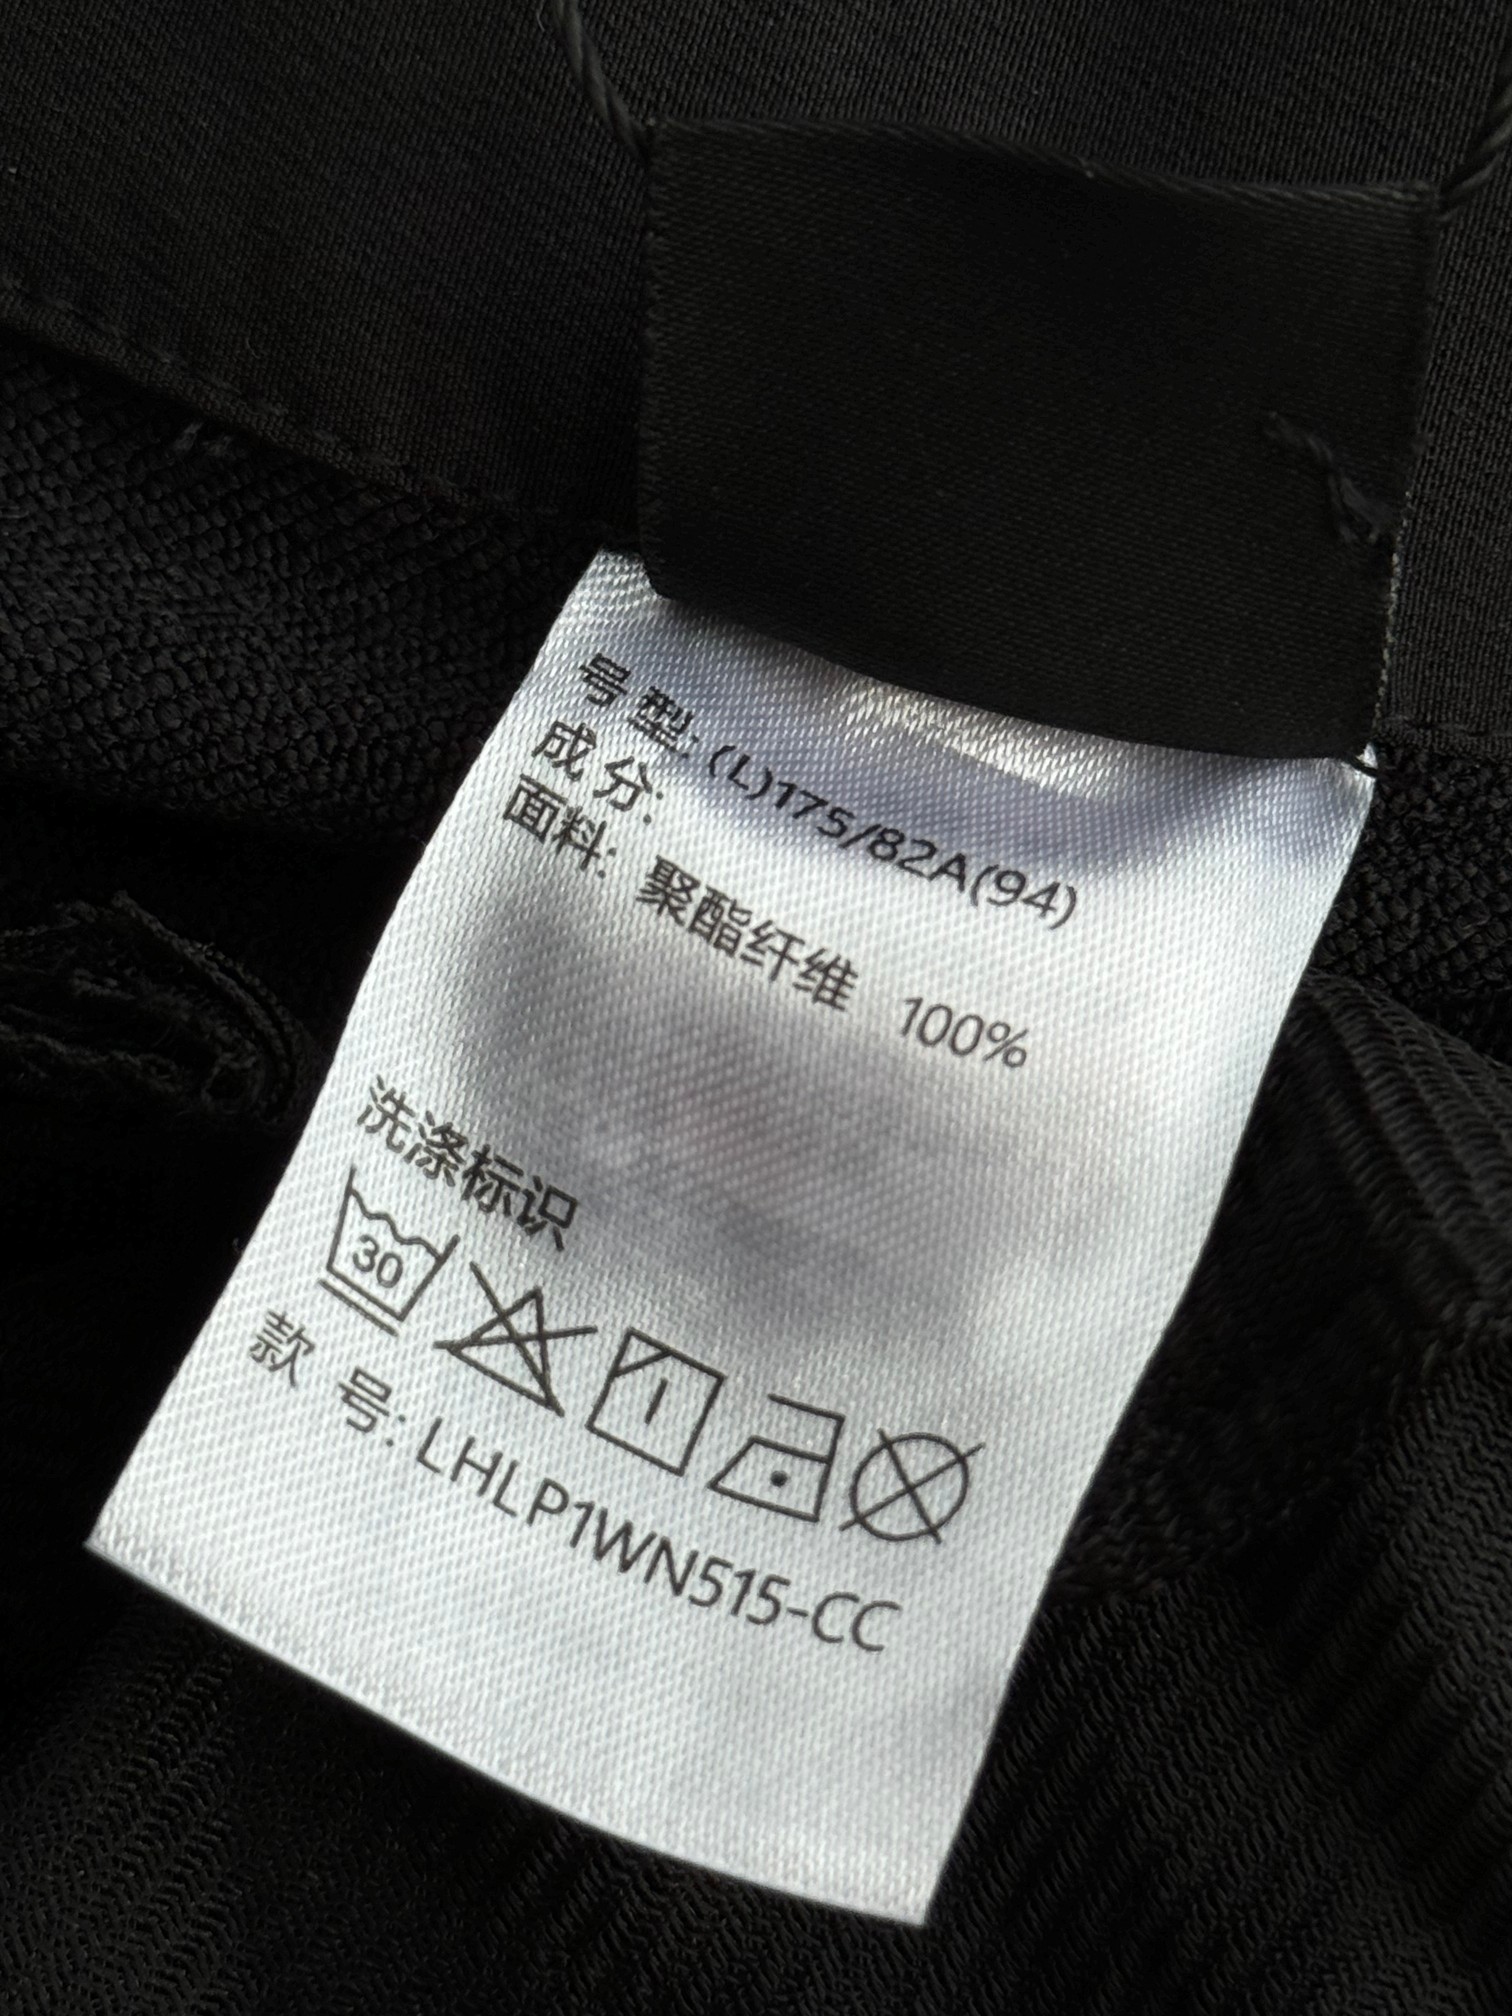 号 型: (L)175/82A(94)
成 分:
面料: 聚酯纤维 100%
洗涤标识
30
款 号: LHLP1WN515-CC